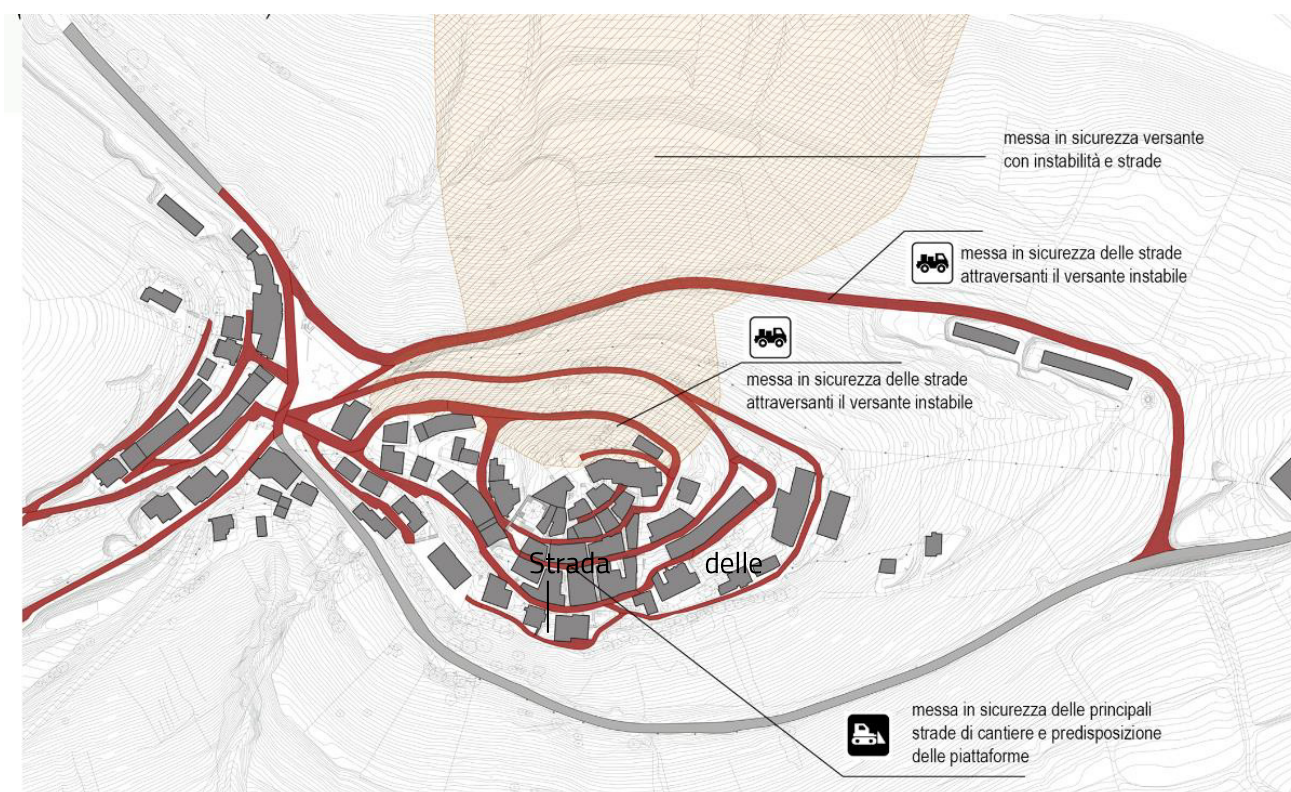 messa in sicurezza versante
con instabilità e strade
messa in sicurezza delle strade
attraversanti il versante instabile
messa in sicurezza delle strade
attraversanti il versante instabile
Strada delle
messa in sicurezza delle principali
strade di cantiere e predisposizione
delle piattaforme